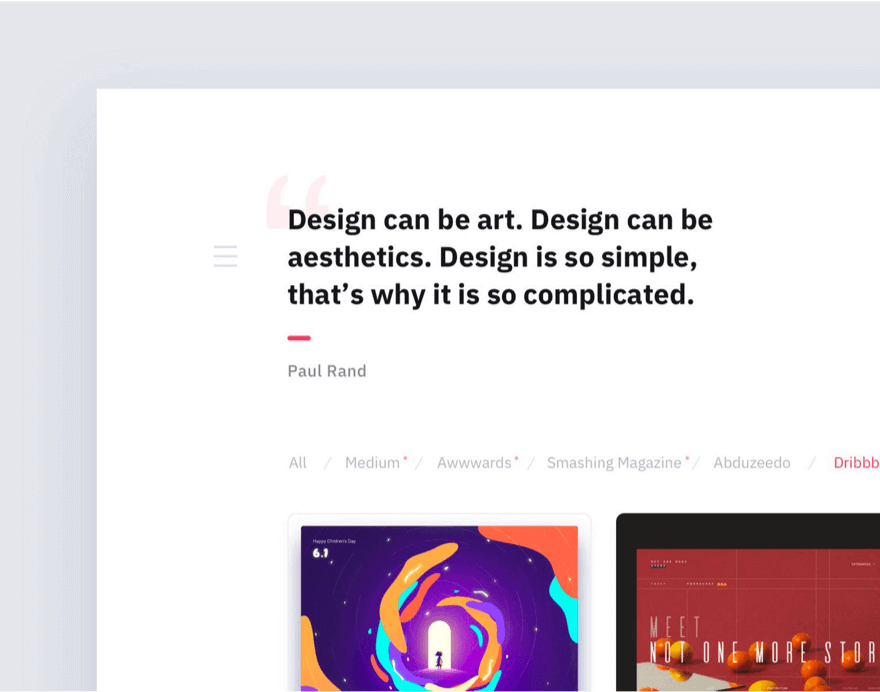 “
Design can be art. Design can be
aesthetics. Design is so simple,
that’s why it is so complicated.
Paul Rand
All / Medium* / Awwwards* / Smashing Magazine* / Abduzeedo / Dribbb
Happy Children's Day
6.1
MEET
NOT ONE MORE STOR